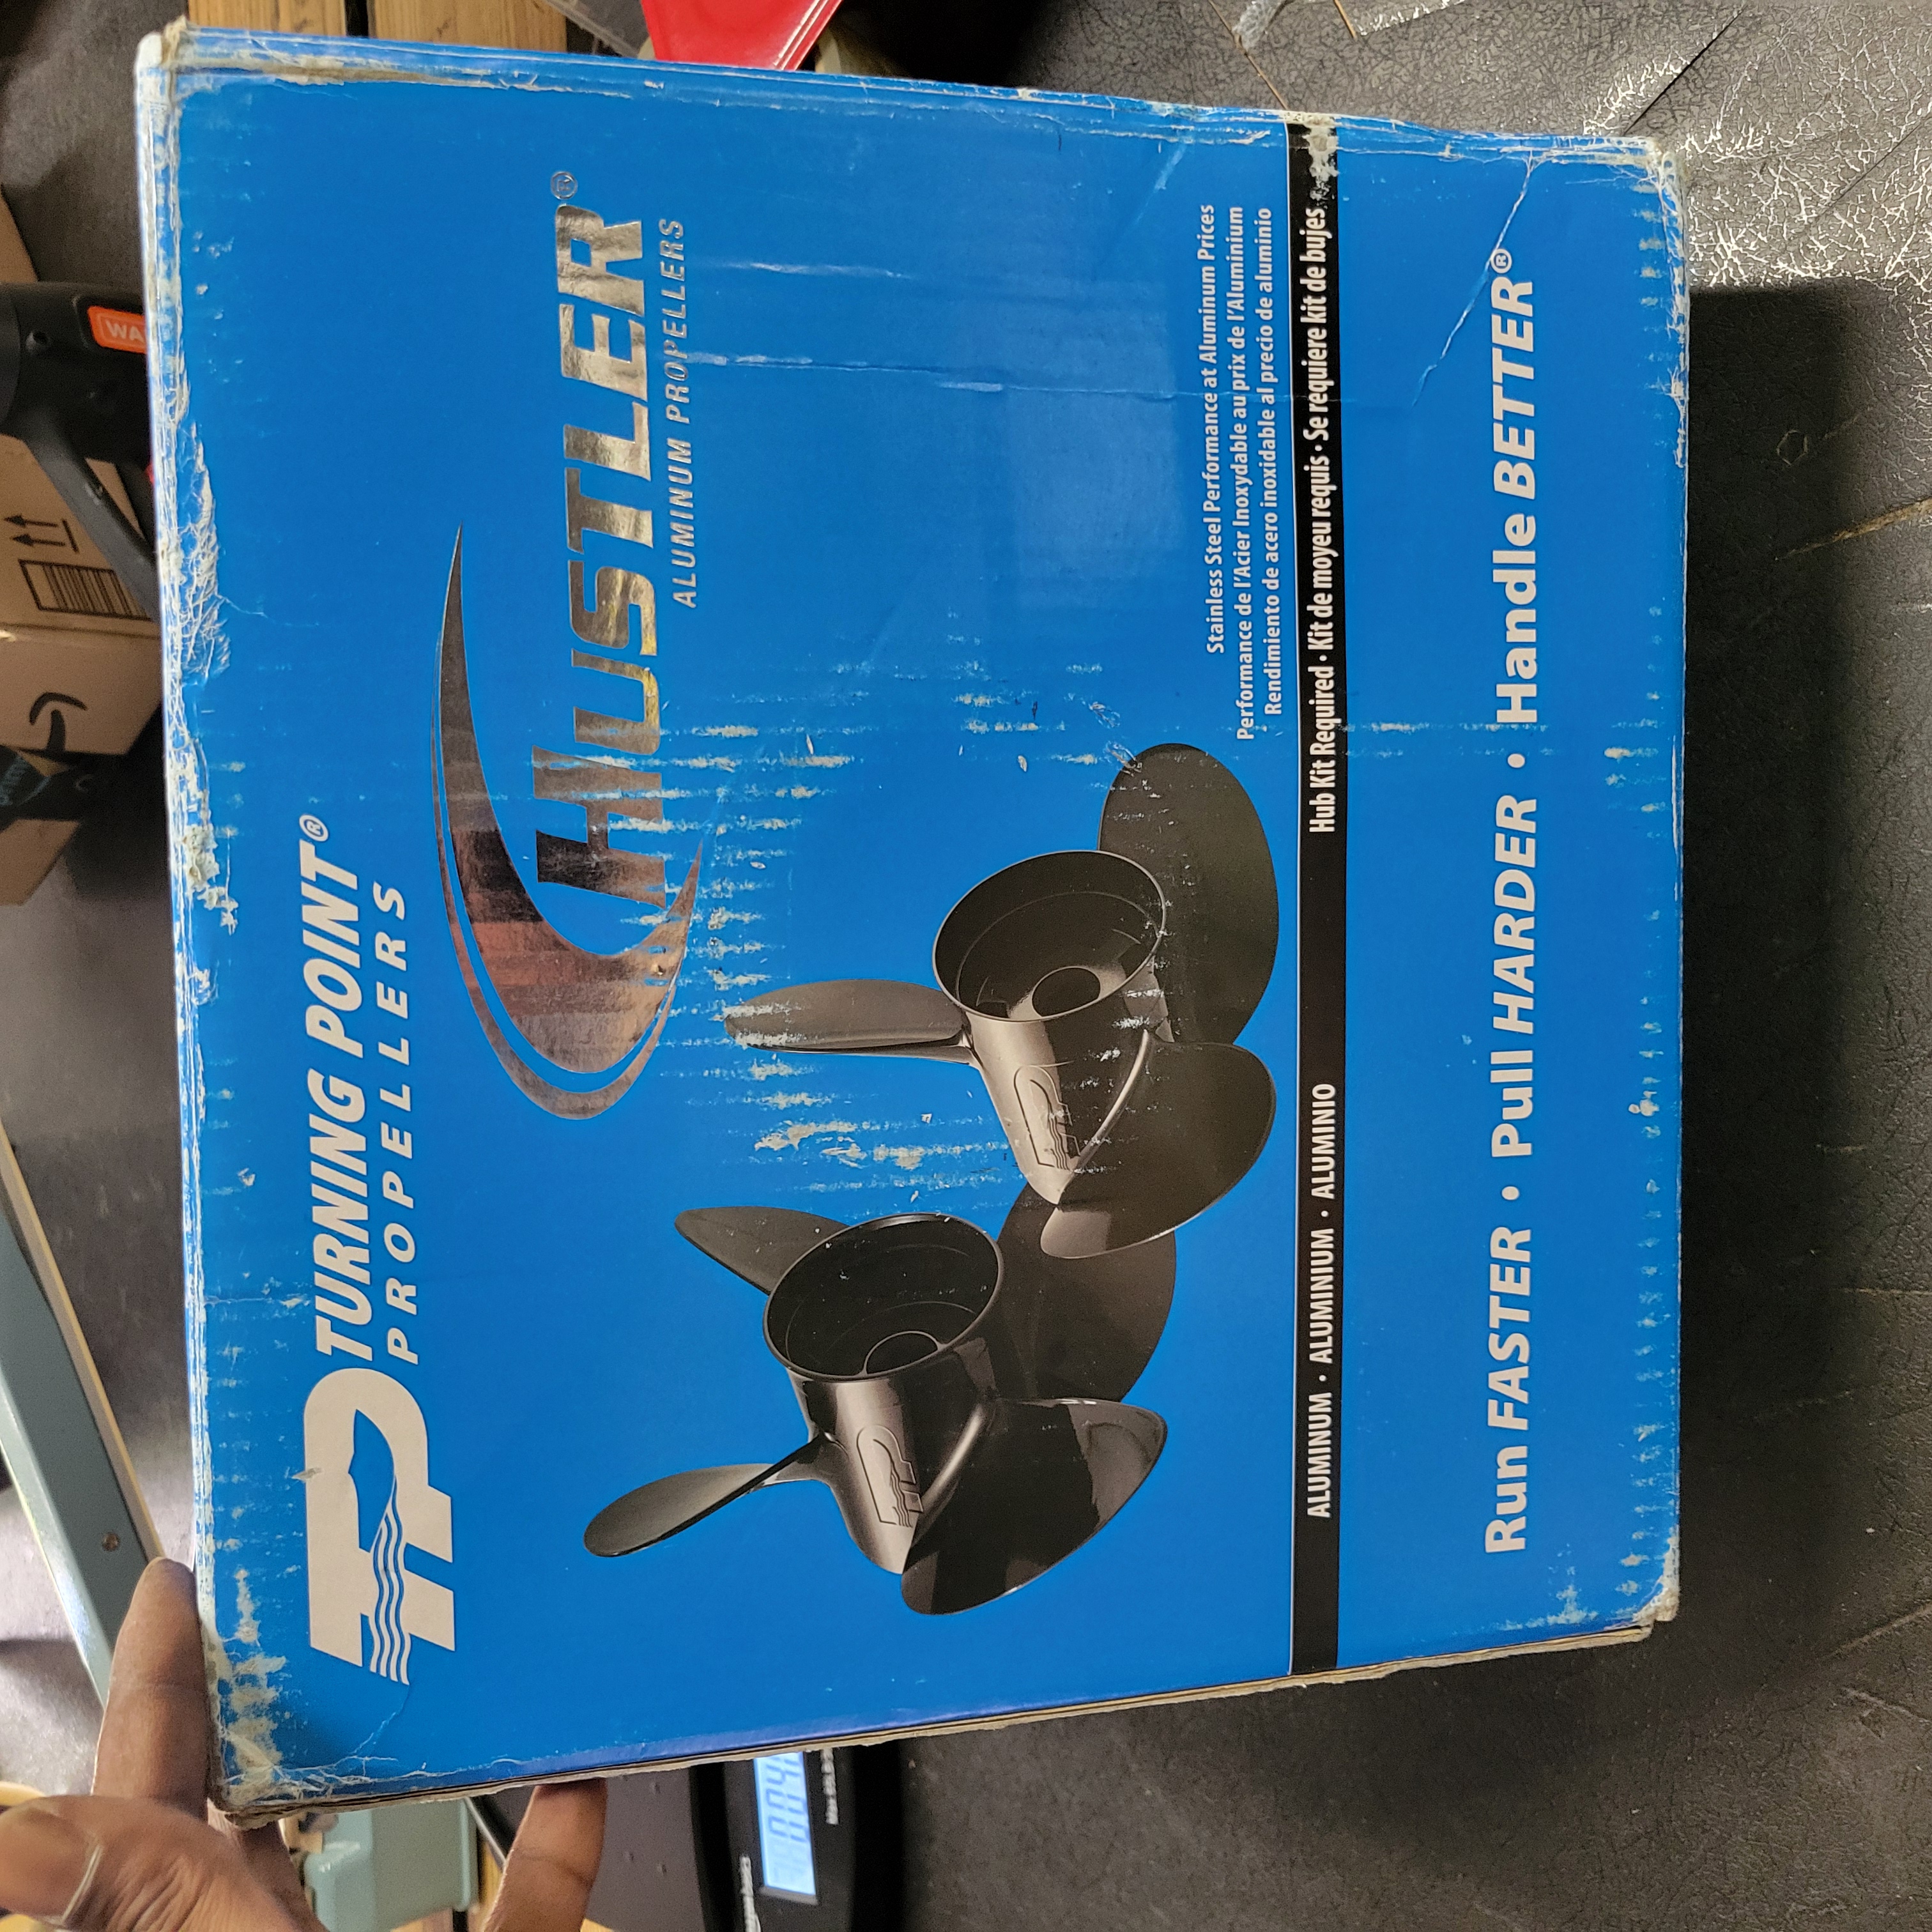 TURNING POINT®
PROPELLERS
HUSTLER®
ALUMINUM PROPELLERS
Stainless Steel Performance at Aluminum Prices
Performance de l'Acier Inoxydable au prix de l'Aluminium
Rendimiento de acero inoxidable al precio de aluminio
ALUMINUM • ALUMINIUM • ALUMINIO
Hub Kit Required • Kit de moyeu requis • Se requiere kit de bujes
Run FASTER • Pull HARDER • Handle BETTER®